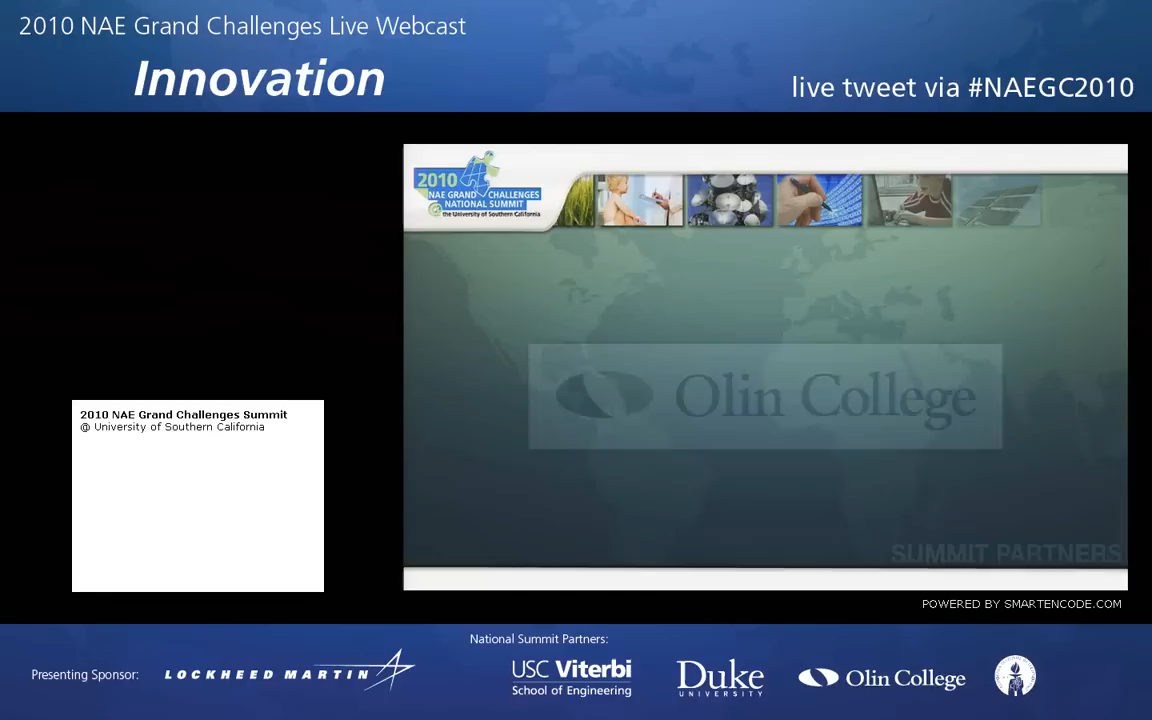 2010 NAE Grand Challenges Live Webcast
Innovation
live tweet via #NAEGC2010
2010
NAE GRAND CHALLENGES
NATIONAL SUMMIT
@ the University of Southern California
Olin College
2010 NAE Grand Challenges Summit
@ University of Southern California
SUMMIT PARTNERS
POWERED BY SMARTENCODE.COM
National Summit Partners:
Presenting Sponsor:
LOCKHEED MARTIN
USC Viterbi
School of Engineering
Duke
UNIVERSITY
Olin College